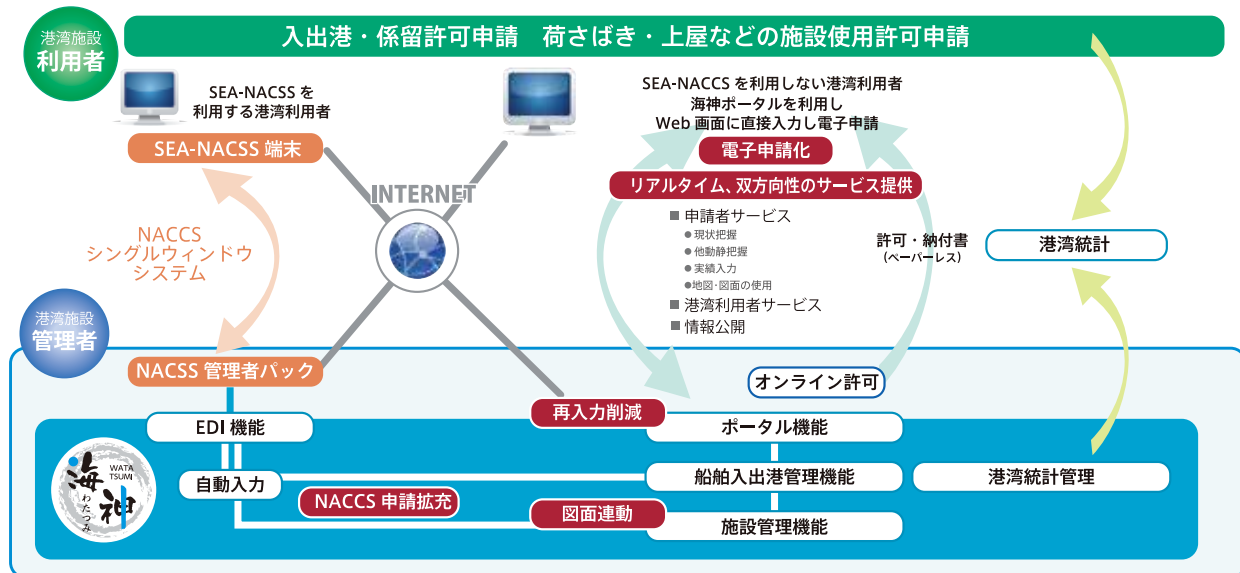 港湾施設
利用者
入出港・係留許可申請 荷さばき・上屋などの施設使用許可申請
SEA-NACSS を
利用する港湾利用者
SEA-NACSS 端末
NACCS
シングルウィンドウ
システム
INTERNET
SEA-NACCS を利用しない港湾利用者
海神ポータルを利用し
Web 画面に直接入力し電子申請
電子申請化
リアルタイム、双方向性のサービス提供
■ 申請者サービス
●現状把握
●他動静把握
●実績入力
●地図・図面の使用
■ 港湾利用者サービス
■ 情報公開
許可・納付書
(ペーパーレス)
港湾統計
港湾施設
管理者
NACSS 管理者パック
オンライン許可
再入力削減
EDI 機能
ポータル機能
自動入力
船舶入出港管理機能
港湾統計管理
NACCS 申請拡充
図面連動
施設管理機能
海神
わたつみ
WATA
TSUMI